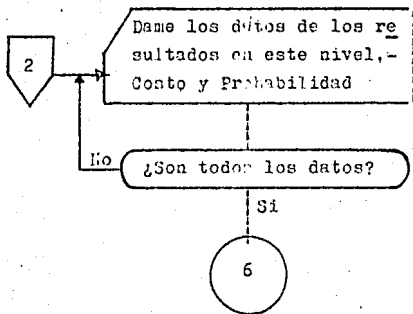 Dame los datos de los re
sultados en este nivel,-
Costo y Probabilidad
2
No
¿Son todos los datos?
Si
6